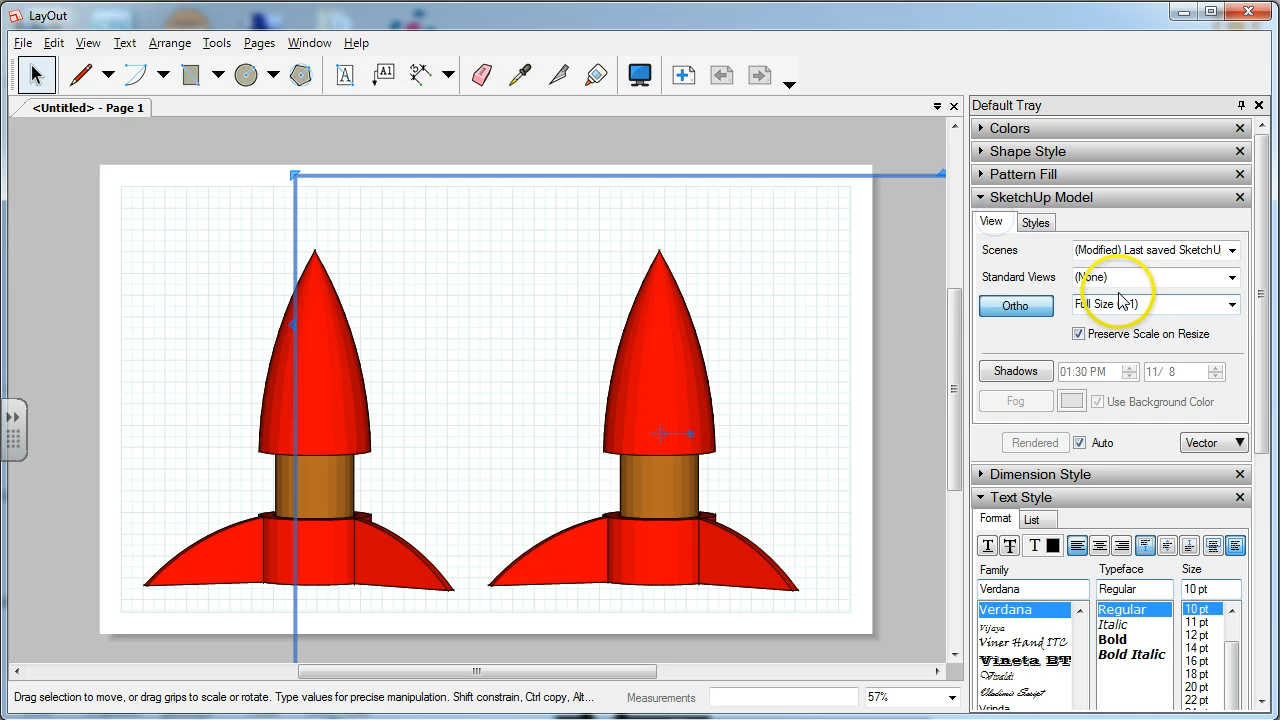 LayOut
File Edit View Text Arrange Tools Pages Window Help
<Untitled> - Page 1
Default Tray
Colors
Shape Style
Pattern Fill
SketchUp Model
View Styles
Scenes (Modified) Last saved SketchU
Standard Views (None)
Ortho Full Size
Preserve Scale on Resize
Shadows 01:30 PM 11/ 8
Fog Use Background Color
Rendered Auto Vector
Dimension Style
Text Style
Format List
Family Typeface Size
Verdana Regular 10 pt
Verdana Regular 10 pt
Vijaya Italic 11 pt
Viner Hand ITC Bold 12 pt
Vineta BT Bold Italic 14 pt
Vivaldi 16 pt
Vladimir Script 18 pt
Vrinda 20 pt
22 pt
Drag selection to move, or drag grips to scale or rotate. Type values for precise manipulation. Shift constrain, Ctrl copy, Alt... Measurements 57%